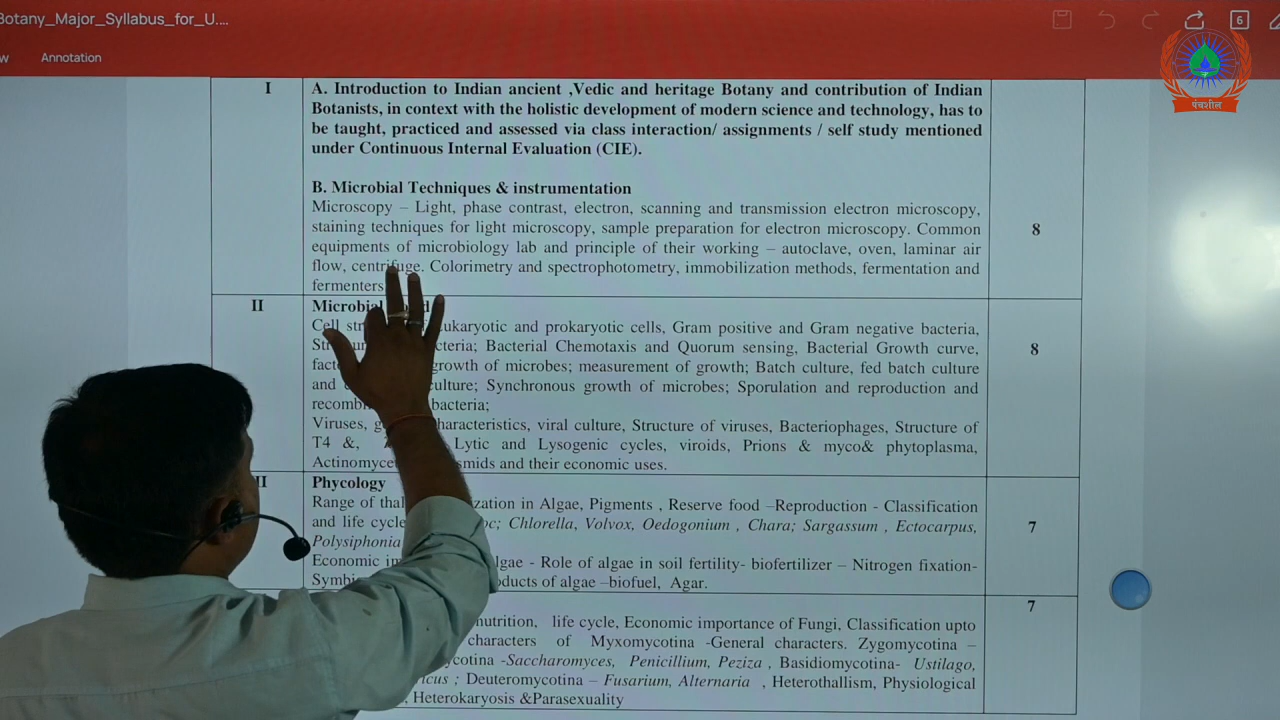 Botany_Major_Syllabus_for_U....
6
Annotation
पंचशील
I
A. Introduction to Indian ancient ,Vedic and heritage Botany and contribution of Indian
Botanists, in context with the holistic development of modern science and technology, has to
be taught, practiced and assessed via class interaction/ assignments / self study mentioned
under Continuous Internal Evaluation (CIE).
B. Microbial Techniques & instrumentation
Microscopy – Light, phase contrast, electron, scanning and transmission electron microscopy,
staining techniques for light microscopy, sample preparation for electron microscopy. Common
equipments of microbiology lab and principle of their working – autoclave, oven, laminar air
flow, centrifuge. Colorimetry and spectrophotometry, immobilization methods, fermentation and
fermenters
8
II
Microbial
Cell eukaryotic and prokaryotic cells, Gram positive and Gram negative bacteria,
Bacterial Chemotaxis and Quorum sensing, Bacterial Growth curve,
growth of microbes; measurement of growth; Batch culture, fed batch culture
and culture; Synchronous growth of microbes; Sporulation and reproduction and
bacteria;
Viruses, characteristics, viral culture, Structure of viruses, Bacteriophages, Structure of
T4 &, Lytic and Lysogenic cycles, viroids, Prions & myco& phytoplasma,
and their economic uses.
8
Phycology
Range of in Algae, Pigments , Reserve food –Reproduction - Classification
and life cycle Chlorella, Volvox, Oedogonium , Chara; Sargassum , Ectocarpus,
Polysiphonia
Economic algae - Role of algae in soil fertility- biofertilizer – Nitrogen fixation-
products of algae –biofuel, Agar.
7
nutrition, life cycle, Economic importance of Fungi, Classification upto
characters of Myxomycotina -General characters. Zygomycotina –
-Saccharomyces, Penicillium, Peziza , Basidiomycotina- Ustilago,
; Deuteromycotina – Fusarium, Alternaria , Heterothallism, Physiological
, Heterokaryosis &Parasexuality
7